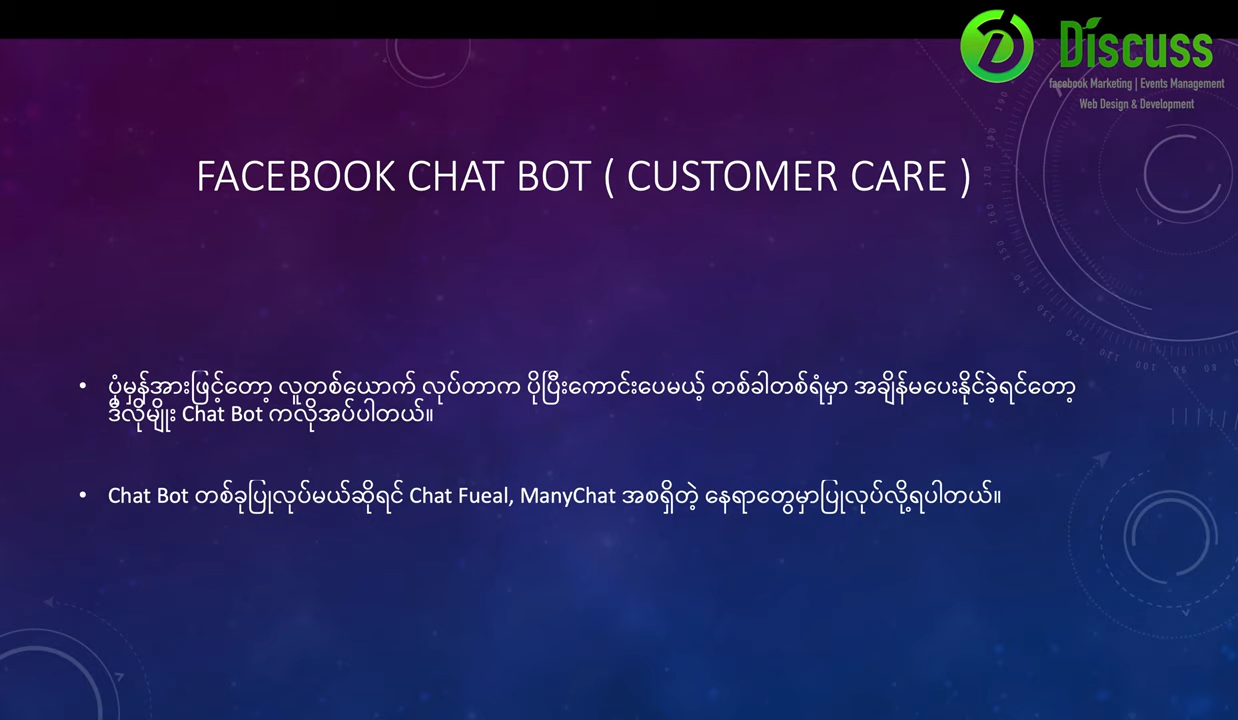 Discuss
facebook Marketing | Events Management
Web Design & Development
FACEBOOK CHAT BOT ( CUSTOMER CARE )
• ပုံမှန်အားဖြင့်တော့ လူတစ်ယောက် လုပ်တာက ပိုပြီးကောင်းပေမယ့် တစ်ခါတစ်ရံမှာ အချိန်မပေးနိုင်ခဲ့ရင်တော့
ဒီလိုမျိုး Chat Bot ကလိုအပ်ပါတယ်။
• Chat Bot တစ်ခုပြုလုပ်မယ်ဆိုရင် Chat Fueal, ManyChat အစရှိတဲ့ နေရာတွေမှာပြုလုပ်လို့ရပါတယ်။